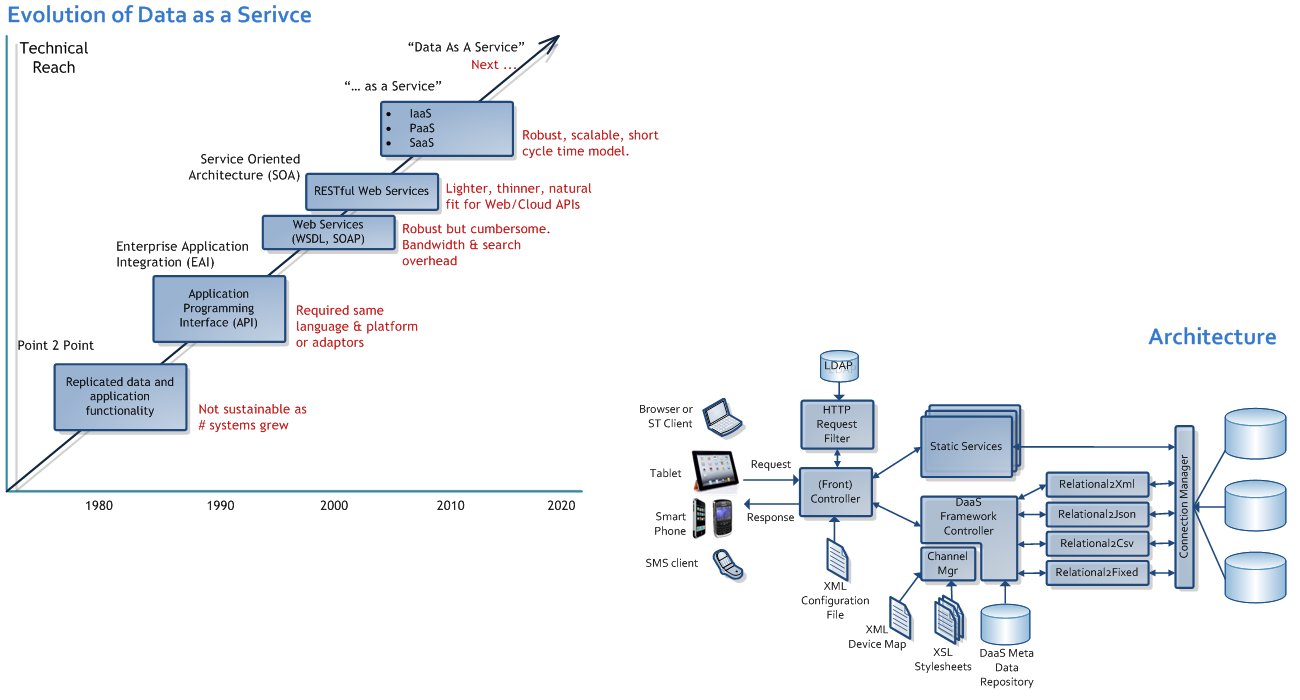 Evolution of Data as a Serivce
Technical
Reach
“Data As A Service”
Next ...
“... as a Service”
IaaS
PaaS
SaaS
Robust, scalable, short
cycle time model.
Service Oriented
Architecture (SOA)
RESTful Web Services
Lighter, thinner, natural
fit for Web/Cloud APIs
Web Services
(WSDL, SOAP)
Robust but cumbersome.
Bandwidth & search
overhead
Enterprise Application
Integration (EAI)
Application
Programming
Interface (API)
Required same
language & platform
or adaptors
Point 2 Point
Replicated data and
application
functionality
Not sustainable as
# systems grew
1980
1990
2000
2010
2020
Architecture
LDAP
HTTP
Request
Filter
Browser or
ST Client
Tablet
Smart
Phone
SMS client
Request
Response
(Front)
Controller
XML
Configuration
File
Static Services
DaaS
Framework
Controller
Channel
Mgr
XML
Device Map
XSL
Stylesheets
DaaS Meta
Data
Repository
Relational2Xml
Relational2Json
Relational2Csv
Relational2Fixed
Connection Manager